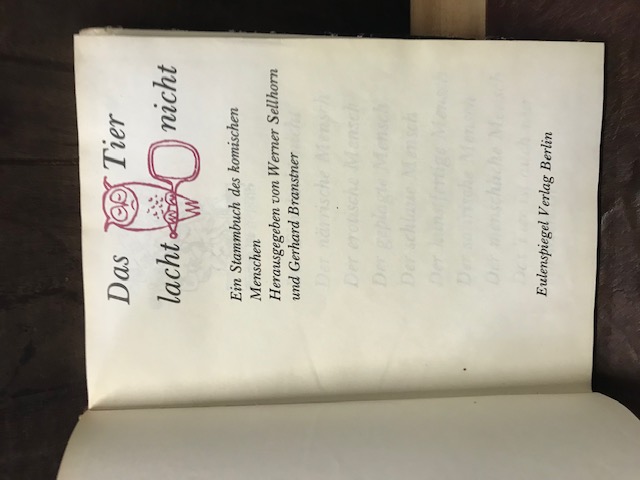 Das Tier
lacht nicht
Ein Stammbuch des komischen
Menschen
Herausgegeben von Werner Sellhorn
und Gerhard Branstner
Eulenspiegel Verlag Berlin